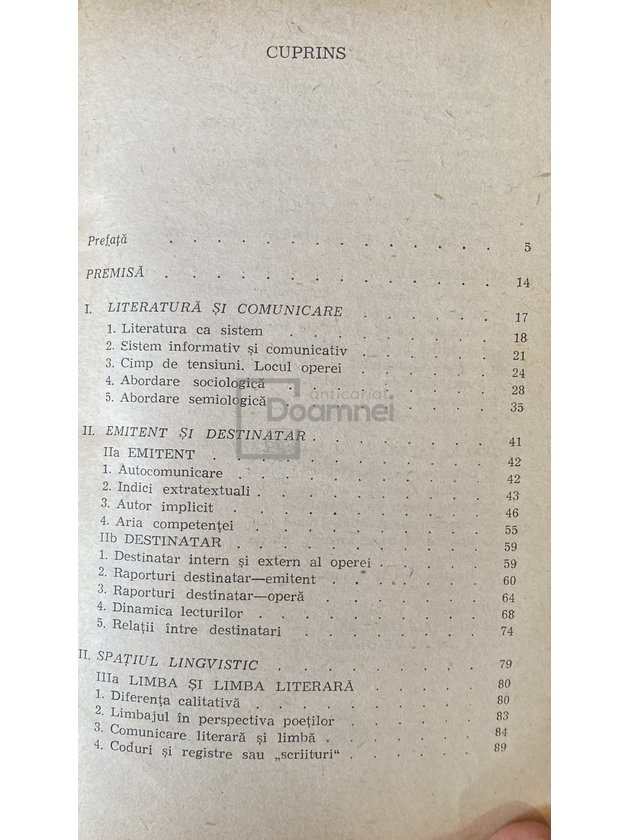 CUPRINS
Prefață . . . . . . . . . . . . . 5
PREMISĂ . . . . . . . . . . . . . 14
I. LITERATURĂ ȘI COMUNICARE . . . . . 17
1. Literatura ca sistem . . . . . . . 18
2. Sistem informativ și comunicativ . . . . 21
3. Cîmp de tensiuni. Locul operei . . . . 24
4. Abordare sociologică . . . . . . . 28
5. Abordare semiologică . . . . . . . 35
anticariat
Doamnei
II. EMITENT ȘI DESTINATAR . . . . . . 41
IIa EMITENT . . . . . . . . . . 42
1. Autocomunicare . . . . . . . . . 42
2. Indici extratextuali . . . . . . . . 43
3. Autor implicit . . . . . . . . . 46
4. Aria competenței . . . . . . . . 55
IIb DESTINATAR . . . . . . . . . 59
1. Destinatar intern și extern al operei . . . 59
2. Raporturi destinatar—emitent . . . . . 60
3. Raporturi destinatar—operă . . . . . 64
4. Dinamica lecturilor . . . . . . . . 68
5. Relații între destinatari . . . . . . 74
II. SPAȚIUL LINGVISTIC . . . . . . . 79
IIIa LIMBA ȘI LIMBA LITERARĂ . . . . 80
1. Diferența calitativă . . . . . . . . 80
2. Limbajul în perspectiva poeților . . . . 83
3. Comunicare literară și limbă . . . . . 84
4. Coduri și registre sau „scriituri“ . . . . 89